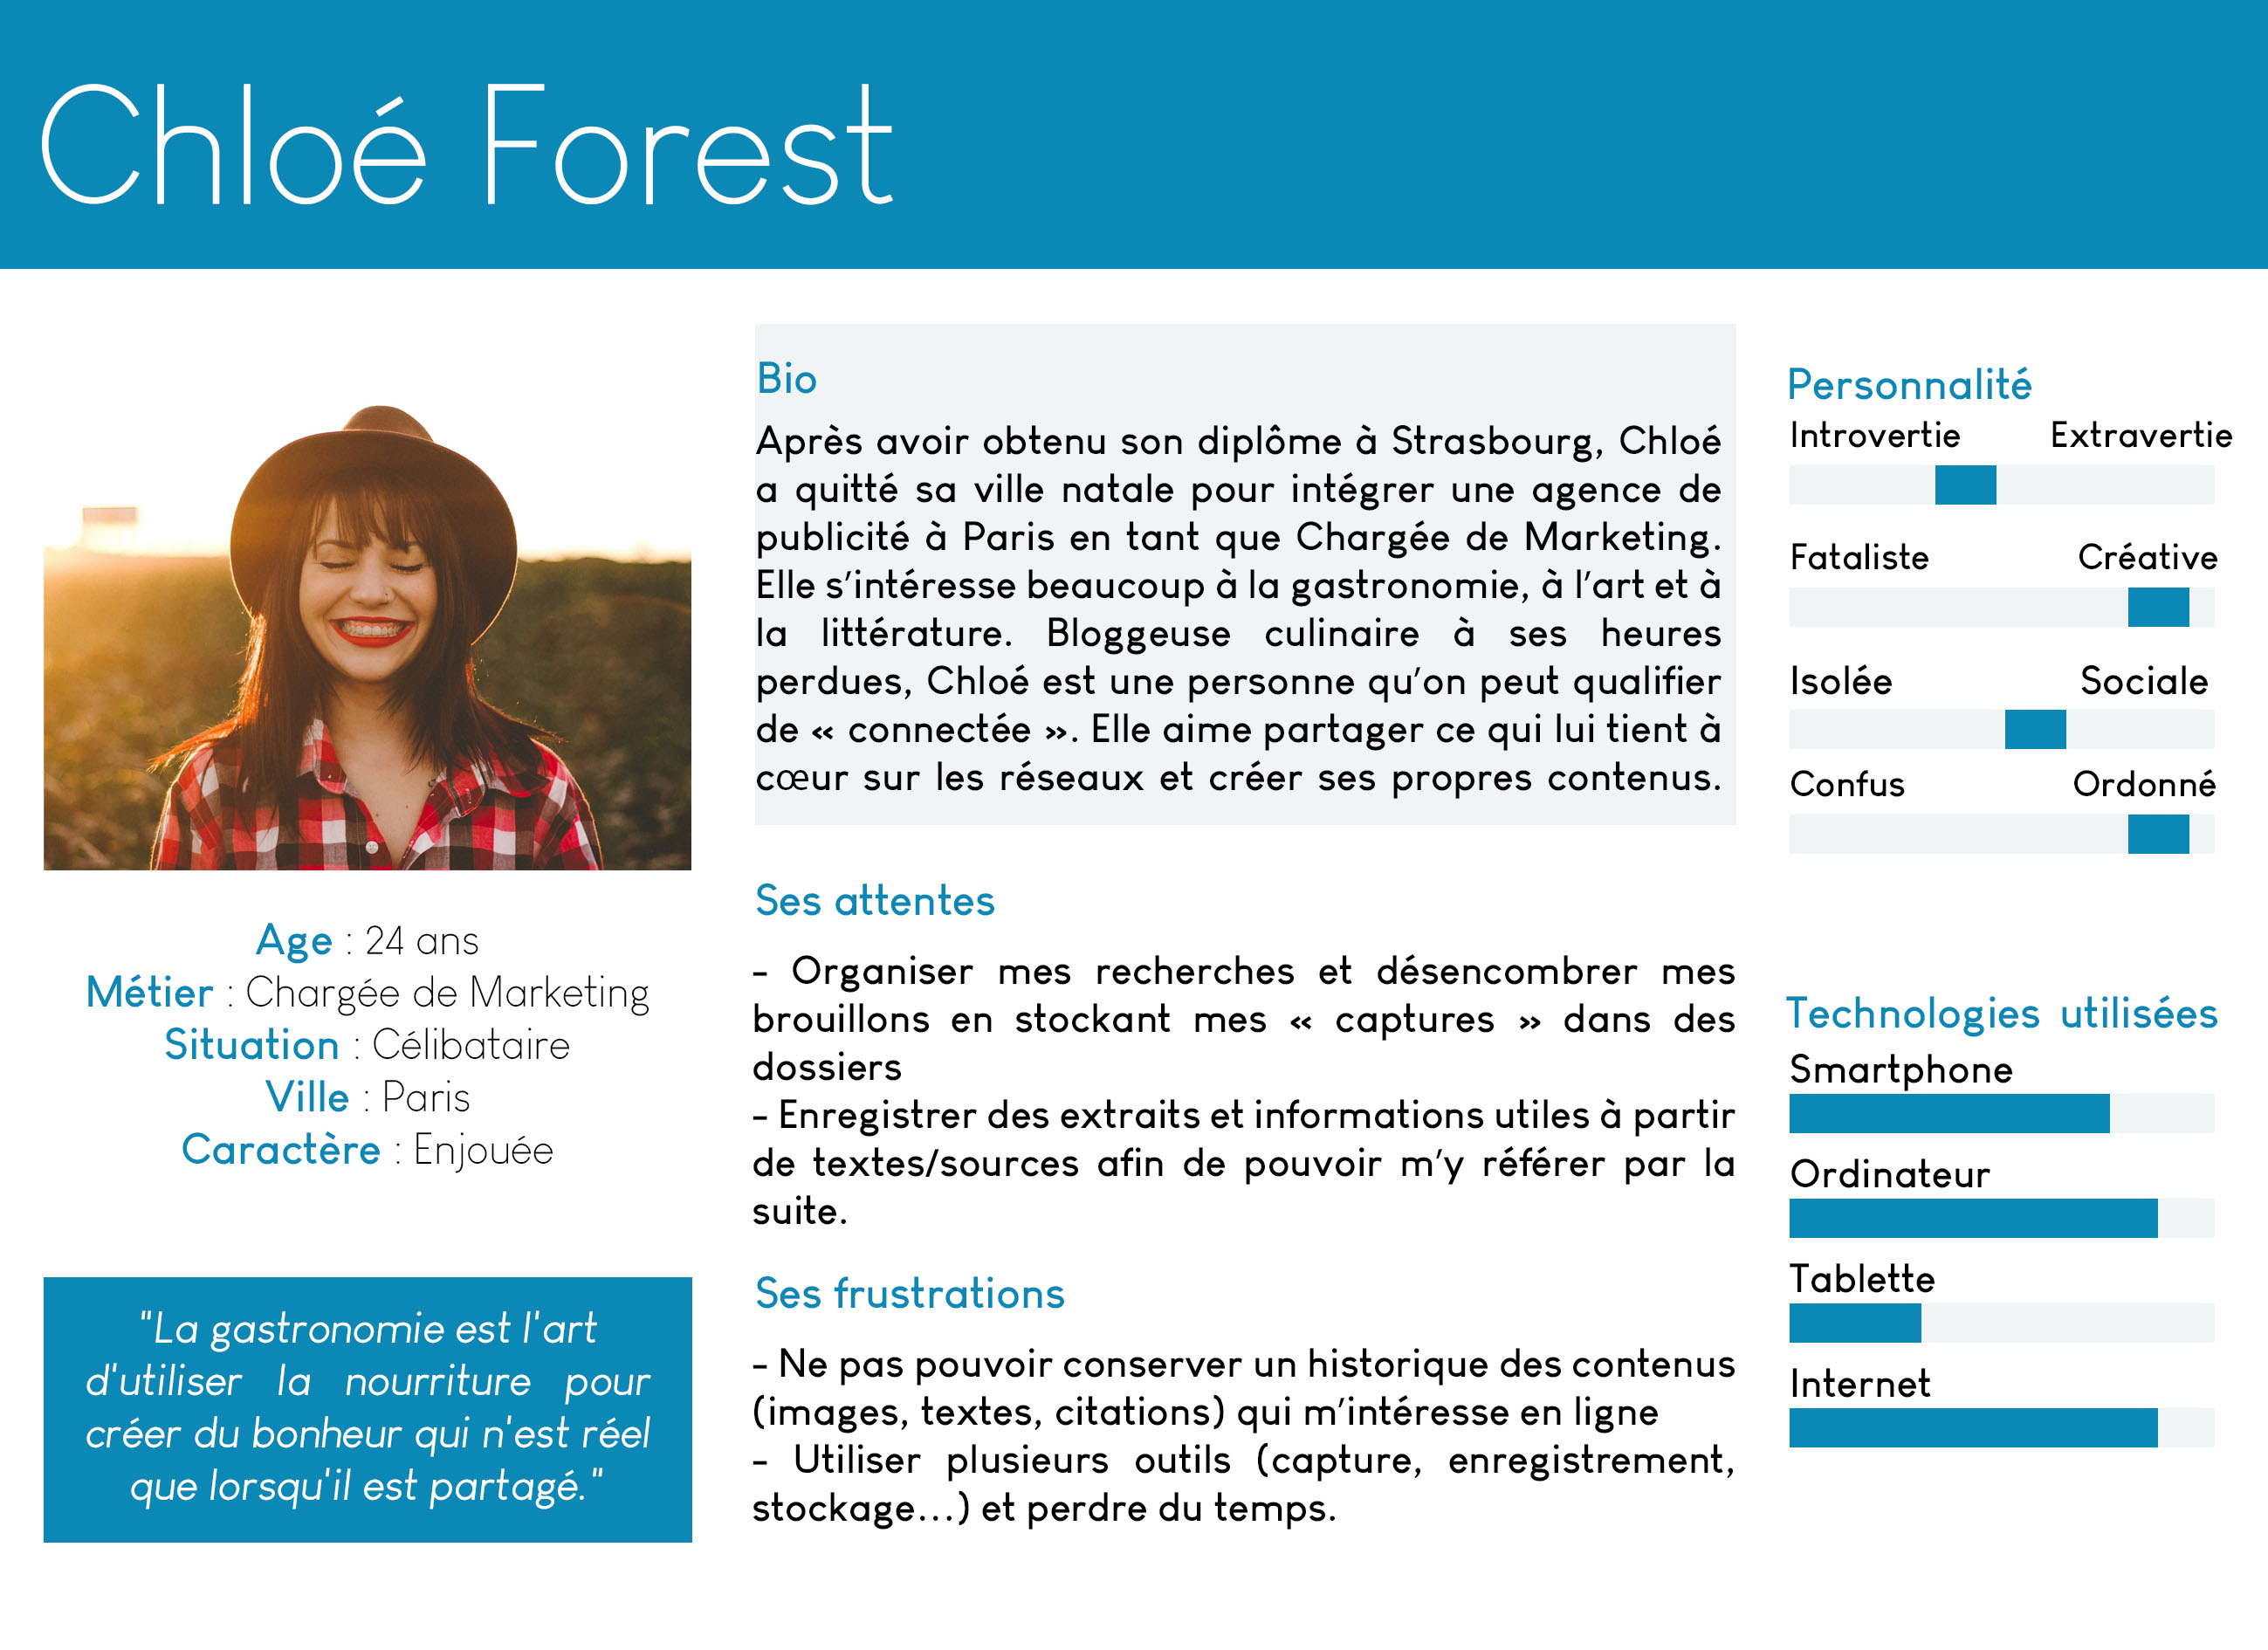 Chloé Forest
Age : 24 ans
Métier : Chargée de Marketing
Situation : Célibataire
Ville : Paris
Caractère : Enjouée
"La gastronomie est l'art
d'utiliser la nourriture pour
créer du bonheur qui n'est réel
que lorsqu'il est partagé."
Bio
Après avoir obtenu son diplôme à Strasbourg, Chloé
a quitté sa ville natale pour intégrer une agence de
publicité à Paris en tant que Chargée de Marketing.
Elle s’intéresse beaucoup à la gastronomie, à l’art et à
la littérature. Bloggeuse culinaire à ses heures
perdues, Chloé est une personne qu’on peut qualifier
de « connectée ». Elle aime partager ce qui lui tient à
cœur sur les réseaux et créer ses propres contenus.
Ses attentes
- Organiser mes recherches et désencombrer mes
brouillons en stockant mes « captures » dans des
dossiers
- Enregistrer des extraits et informations utiles à partir
de textes/sources afin de pouvoir m’y référer par la
suite.
Ses frustrations
- Ne pas pouvoir conserver un historique des contenus
(images, textes, citations) qui m’intéresse en ligne
- Utiliser plusieurs outils (capture, enregistrement,
stockage...) et perdre du temps.
Personnalité
Introvertie Extravertie
Fataliste Créative
Isolée Sociale
Confus Ordonné
Technologies utilisées
Smartphone
Ordinateur
Tablette
Internet